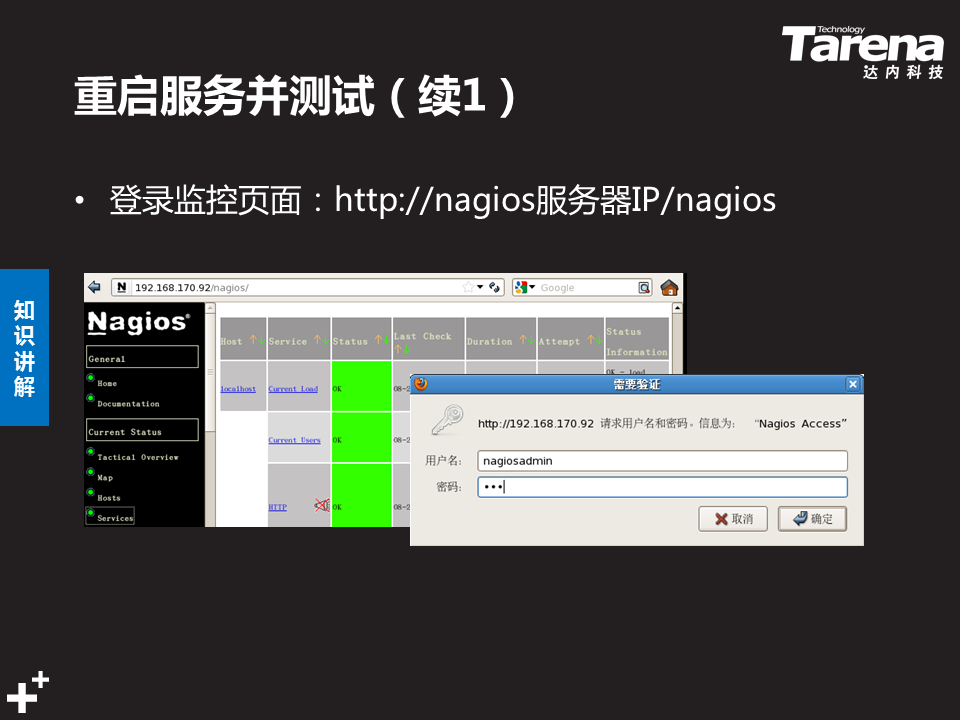 Technology
Tarena
达内科技
重启服务并测试（续1）
• 登录监控页面：http://nagios服务器IP/nagios
知识讲解
N 192.168.170.92/nagios/
Google
Nagios®
General
Home
Documentation
Current Status
Tactical Overview
Map
Hosts
Services
Host Service Status Last Check Duration Attempt Status Information
localhost Current Load OK 08-2 OK - load
Current Users OK 08-2
HTTP OK 08-2
需要验证
http://192.168.170.92 请求用户名和密码。信息为： “Nagios Access”
用户名: nagiosadmin
密码: •••
取消 确定